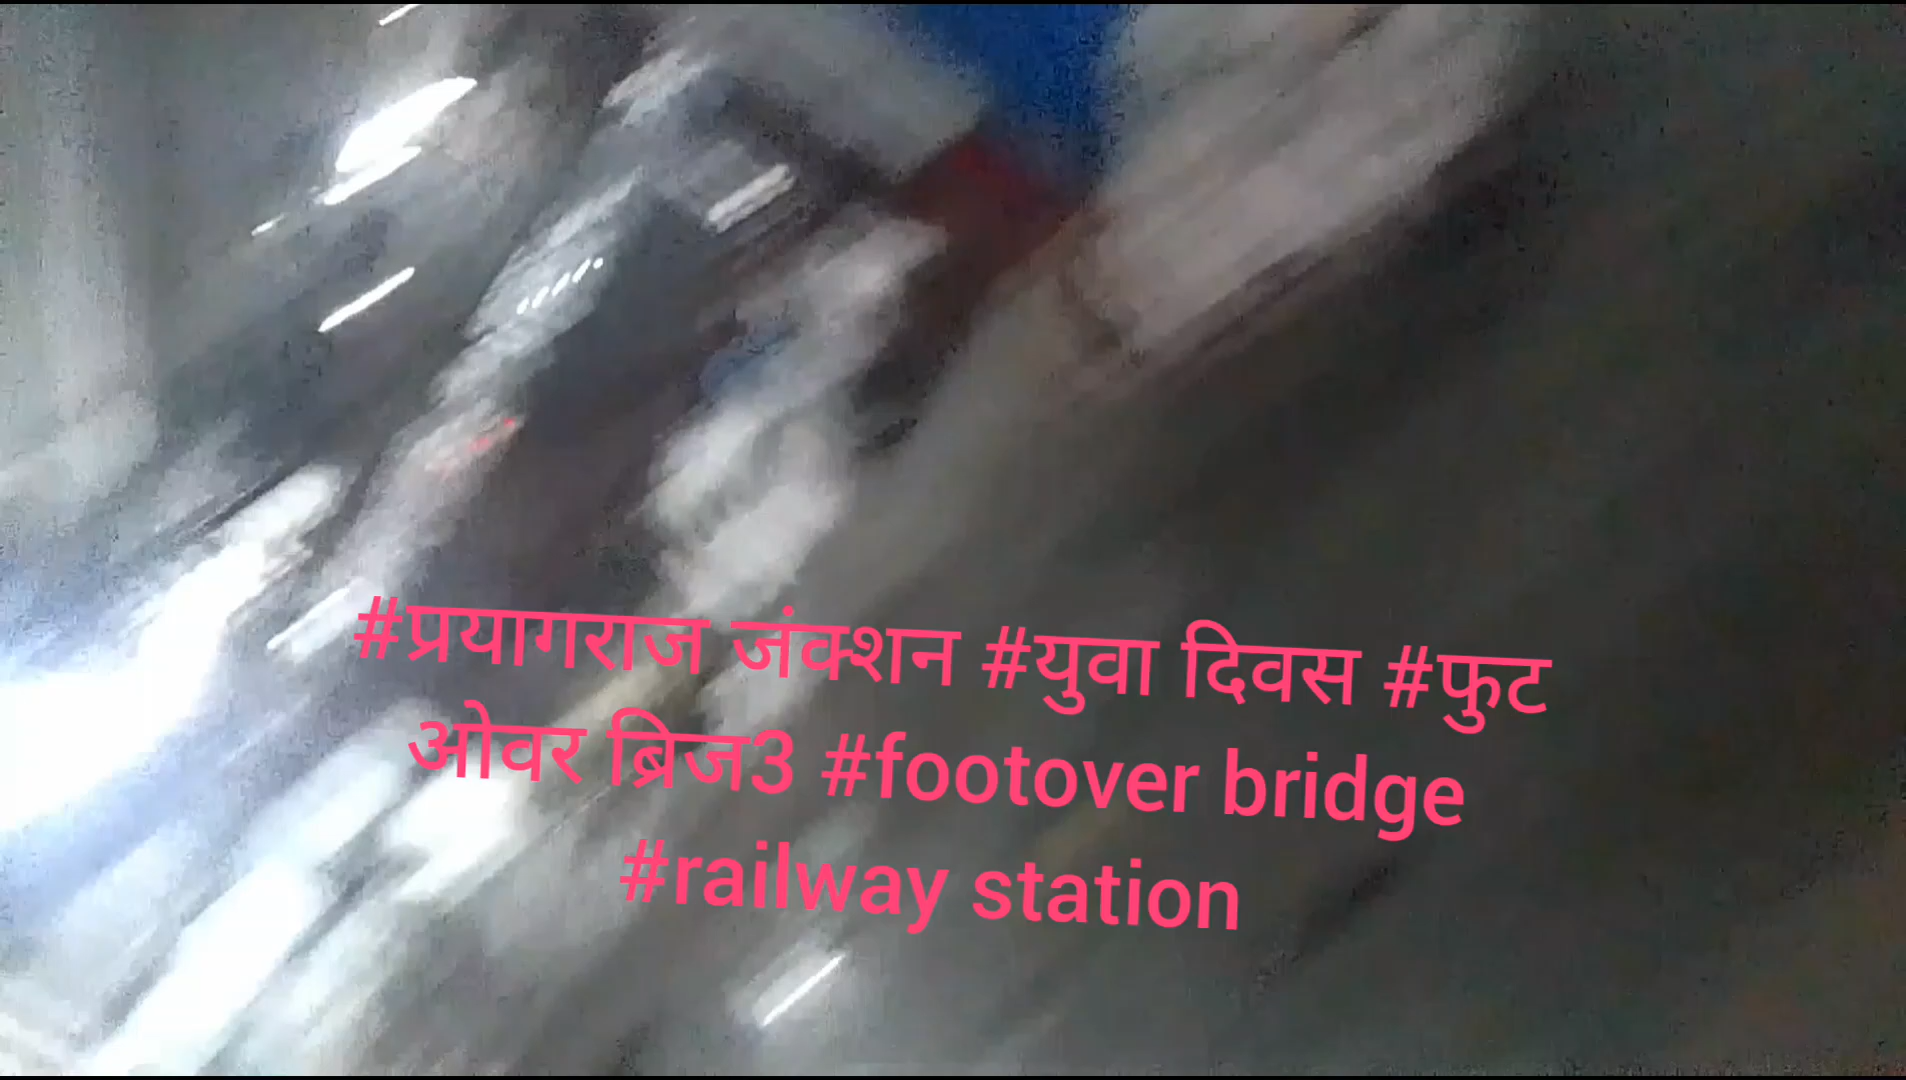 #प्रयागराज जंक्शन #युवा दिवस #फुट
ओवर ब्रिज3 #footover bridge
#railway station